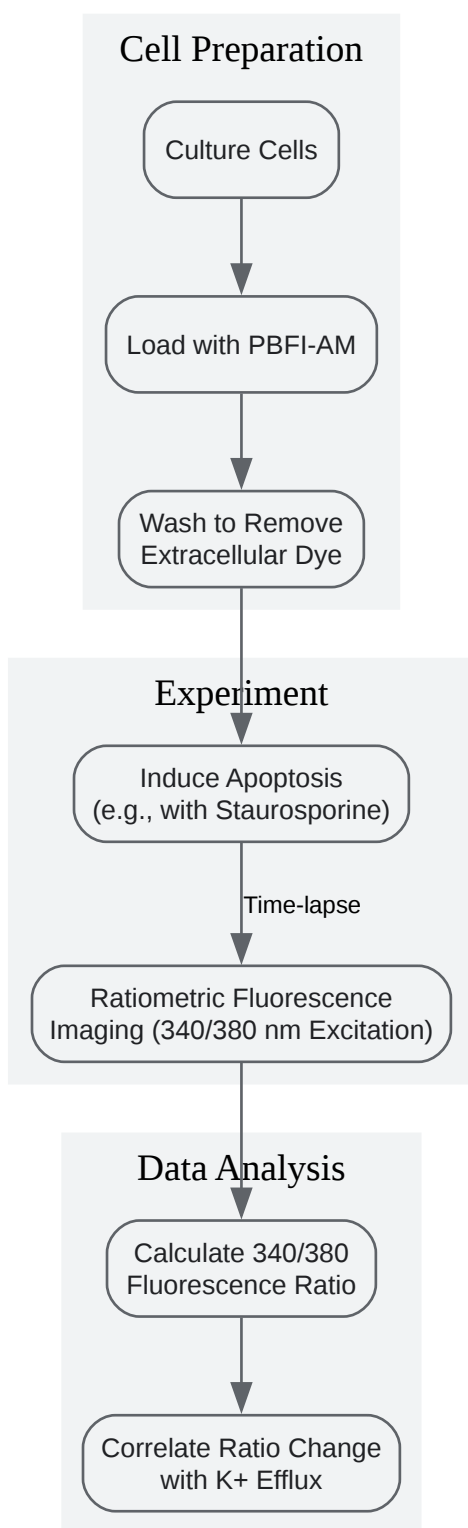 Cell Preparation
Culture Cells
Load with PBFI-AM
Wash to Remove
Extracellular Dye
Experiment
Induce Apoptosis
(e.g., with Staurosporine)
Time-lapse
Ratiometric Fluorescence
Imaging (340/380 nm Excitation)
Data Analysis
Calculate 340/380
Fluorescence Ratio
Correlate Ratio Change
with K+ Efflux